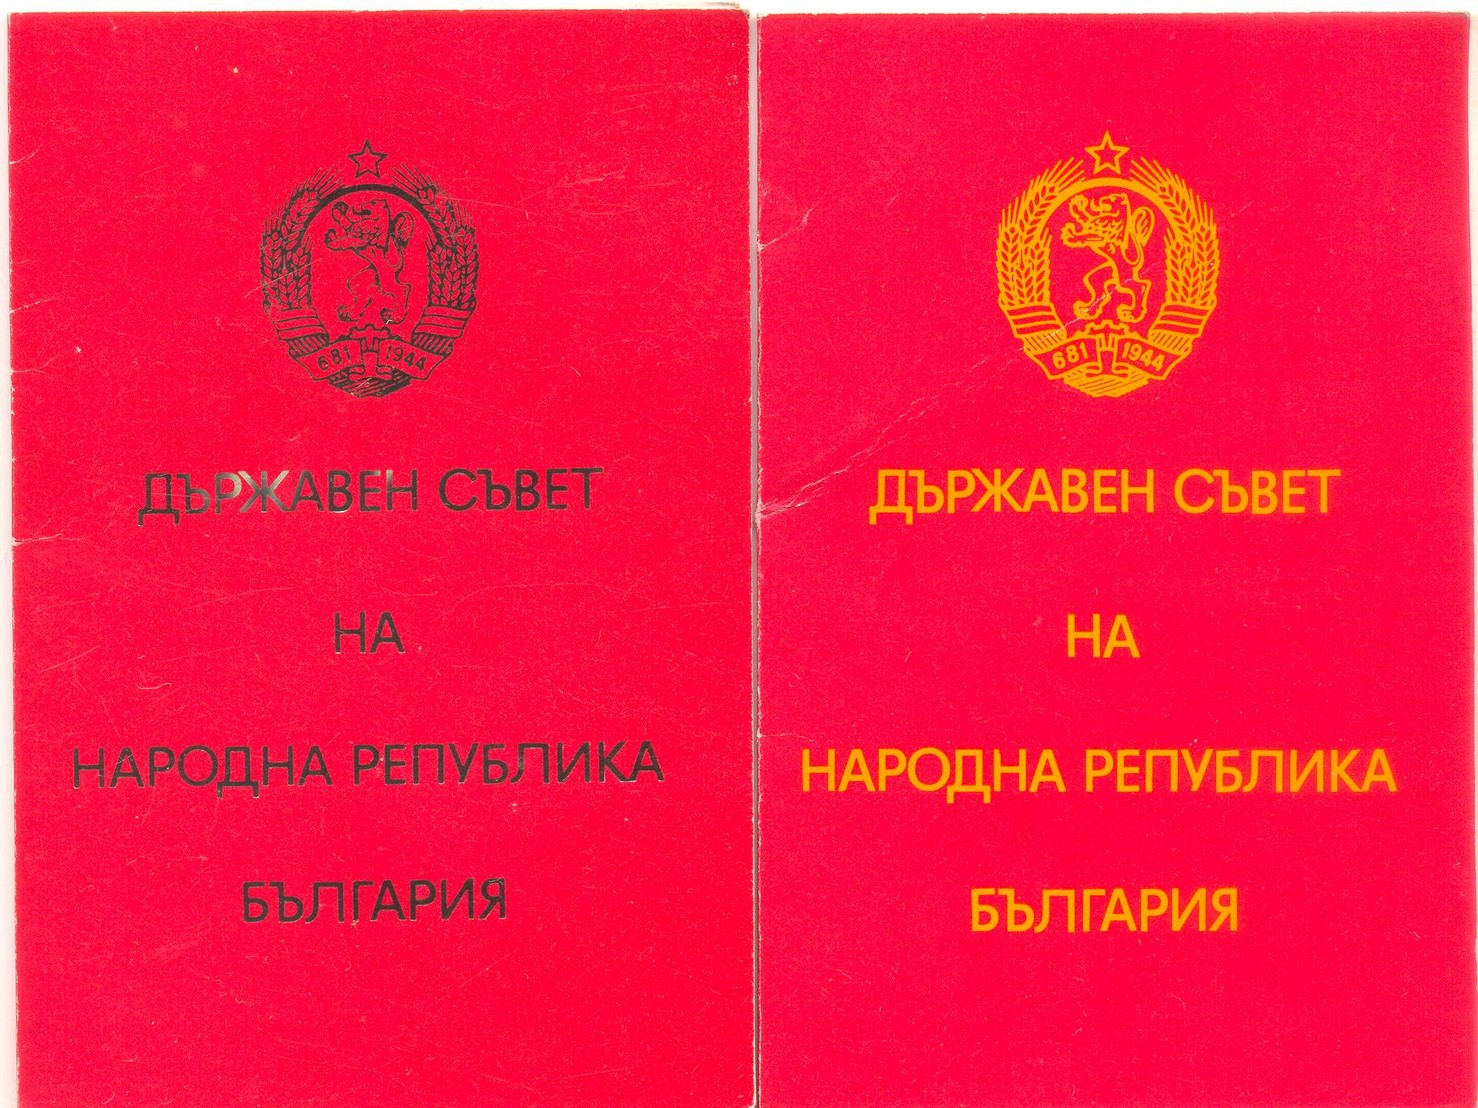 681 1944
ДЪРЖАВЕН СЪВЕТ
НА
НАРОДНА РЕПУБЛИКА
БЪЛГАРИЯ
681 1944
ДЪРЖАВЕН СЪВЕТ
НА
НАРОДНА РЕПУБЛИКА
БЪЛГАРИЯ